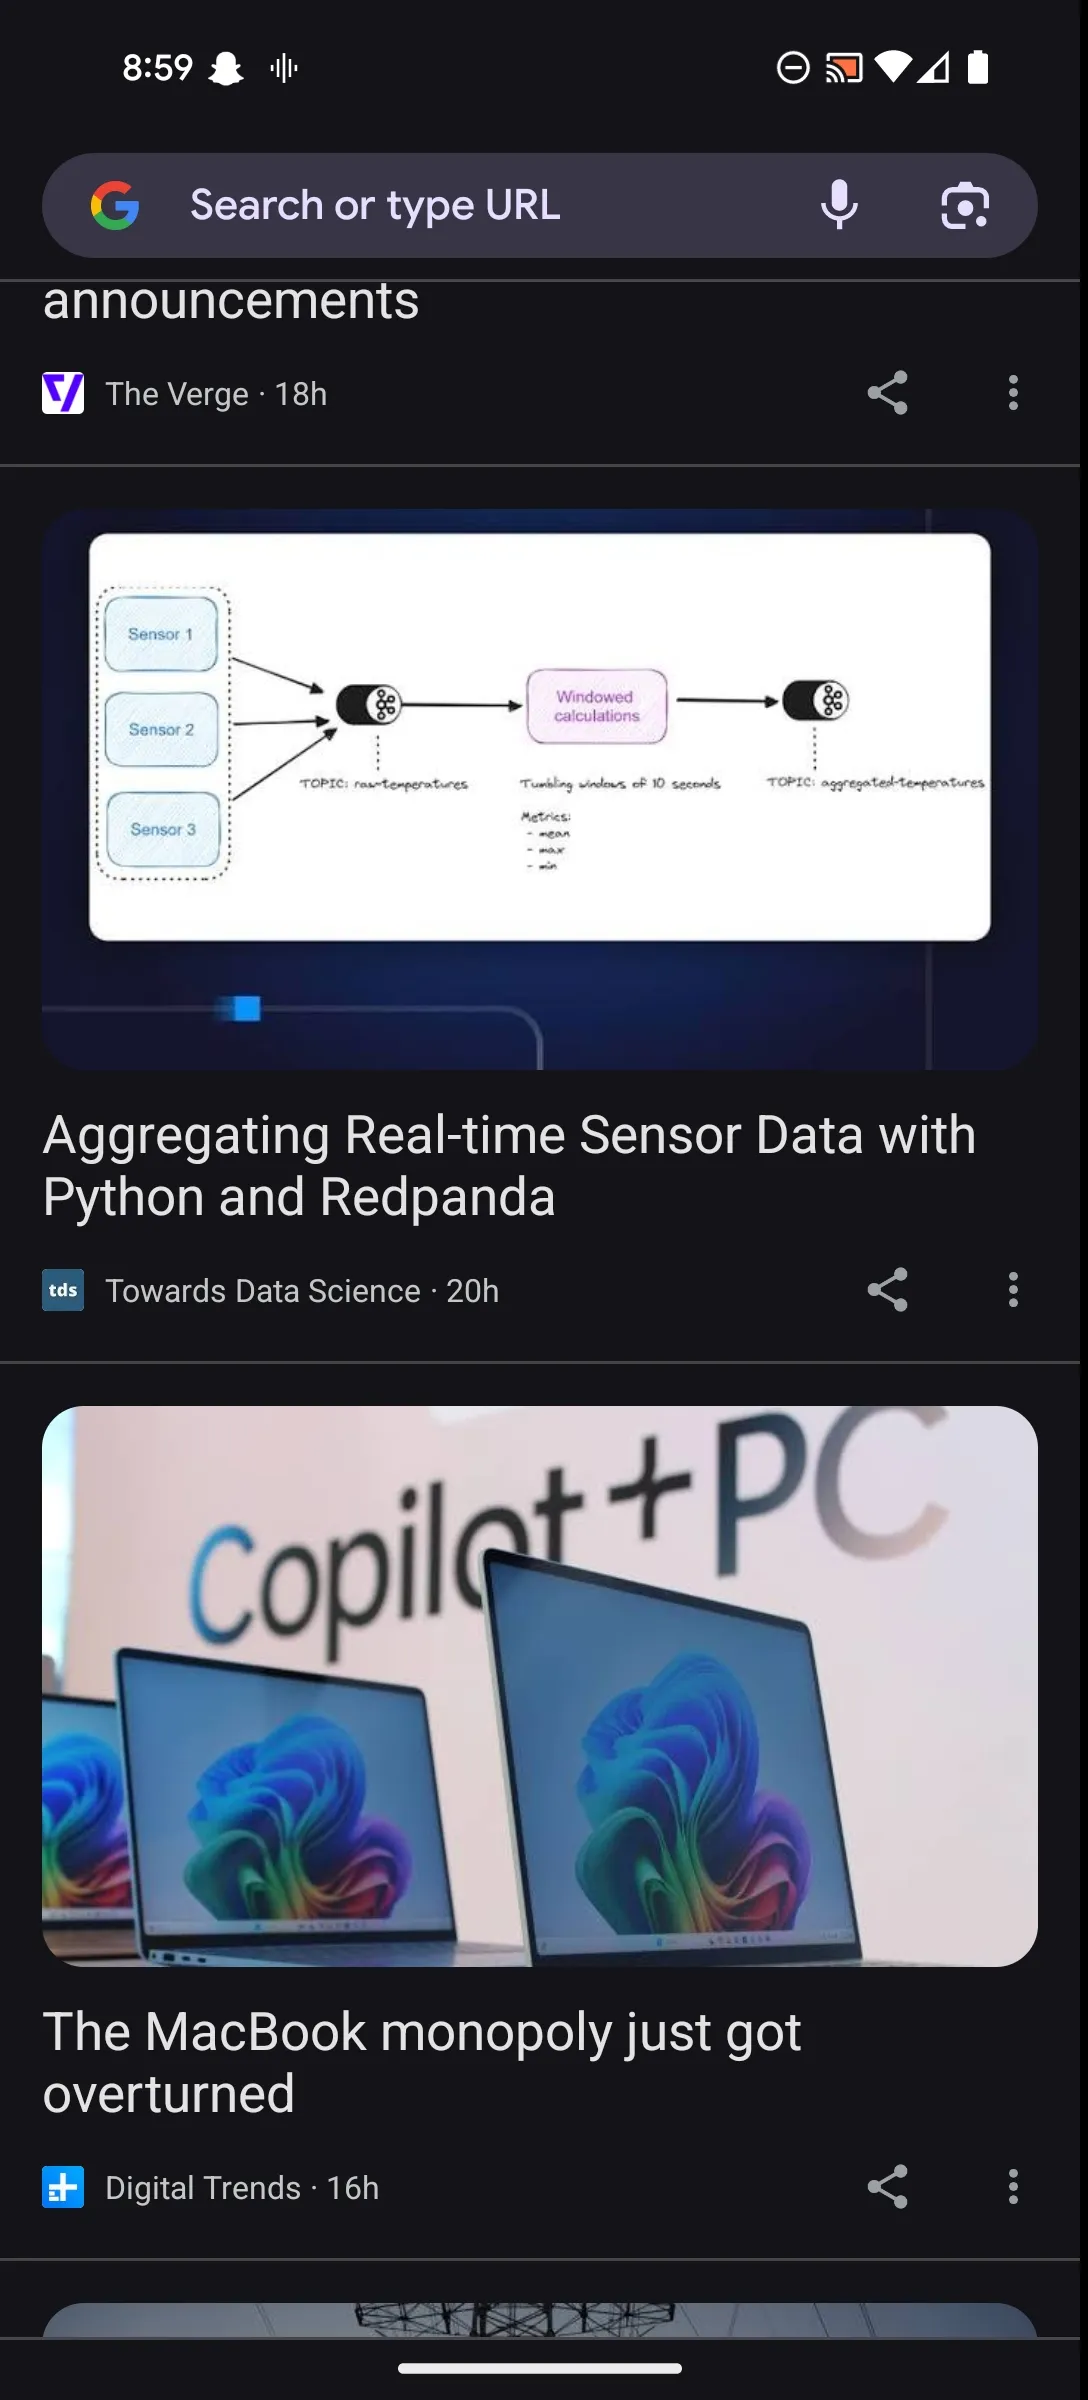 8:59
Search or type URL
announcements
The Verge · 18h
Sensor 1
Sensor 2
Sensor 3
Windowed
calculations
TOPIC: raw-temperatures
Tumbling windows of 10 seconds
TOPIC: aggregated-temperatures
Metrics:
- mean
- max
- min
Aggregating Real-time Sensor Data with
Python and Redpanda
tds Towards Data Science · 20h
Copilot+PC
The MacBook monopoly just got
overturned
Digital Trends · 16h